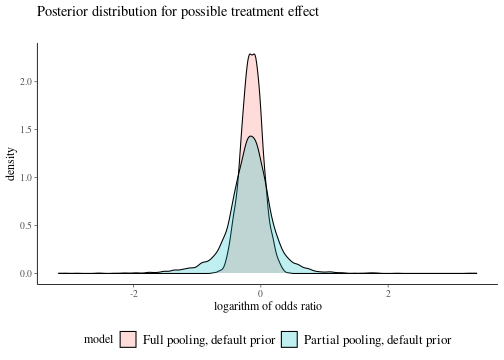 Posterior distribution for possible treatment effect
2.0
1.5
1.0
0.5
0.0
density
-2 0 2
logarithm of odds ratio
model Full pooling, default prior Partial pooling, default prior